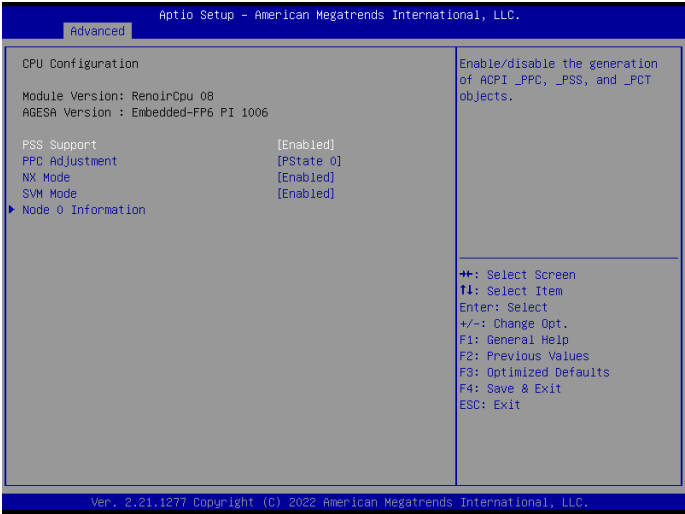 Aptio Setup – American Megatrends International, LLC.
Advanced
CPU Configuration
Module Version: RenoirCpu 08
AGESA Version : Embedded-FP6 PI 1006
PSS Support [Enabled]
PPC Adjustment [PState 0]
NX Mode [Enabled]
SVM Mode [Enabled]
Node 0 Information
Enable/disable the generation
of ACPI _PPC, _PSS, and _PCT
objects.
→←: Select Screen
↑↓: Select Item
Enter: Select
+/-: Change Opt.
F1: General Help
F2: Previous Values
F3: Optimized Defaults
F4: Save & Exit
ESC: Exit
Ver. 2.21.1277 Copyright (C) 2022 American Megatrends International, LLC.